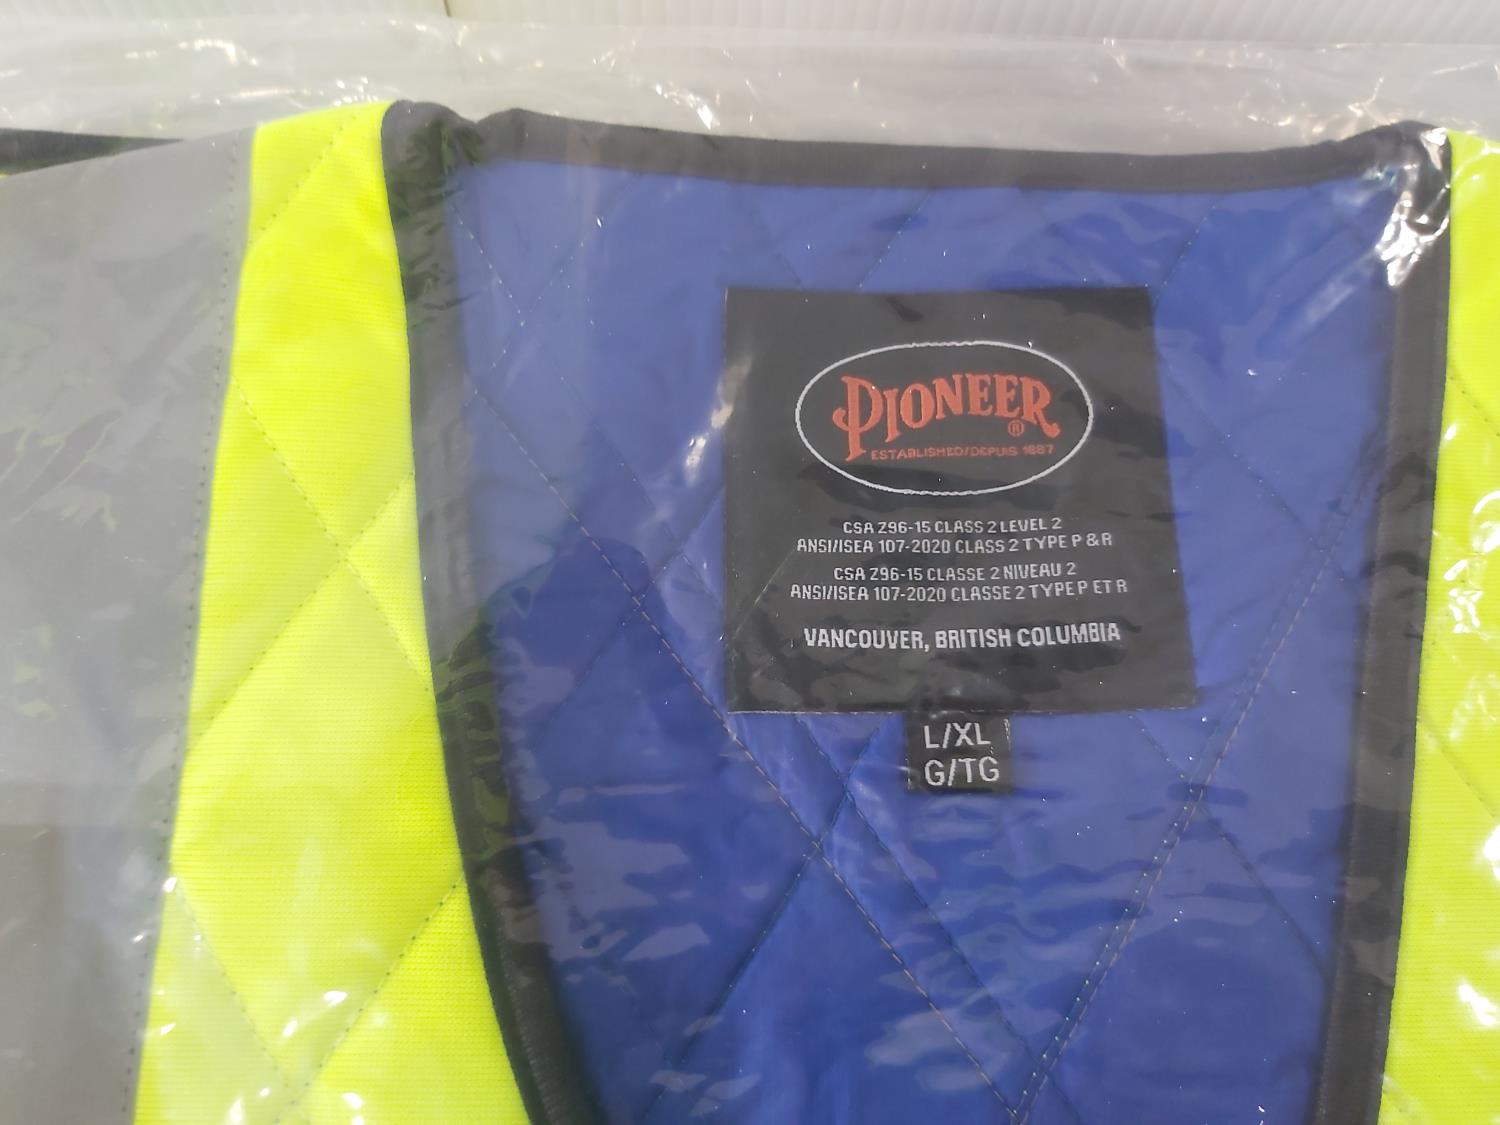 PIONEER
®
ESTABLISHED/DEPUIS 1887
CSA Z96-15 CLASS 2 LEVEL 2
ANSI/ISEA 107-2020 CLASS 2 TYPE P & R
CSA Z96-15 CLASSE 2 NIVEAU 2
ANSI/ISEA 107-2020 CLASSE 2 TYPE P ET R
VANCOUVER, BRITISH COLUMBIA
L/XL
G/TG